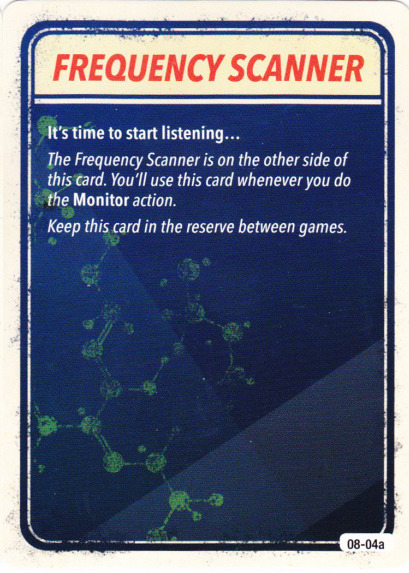 FREQUENCY SCANNER
It's time to start listening...
The Frequency Scanner is on the other side of
this card. You'll use this card whenever you do
the Monitor action.
Keep this card in the reserve between games.
08-04a